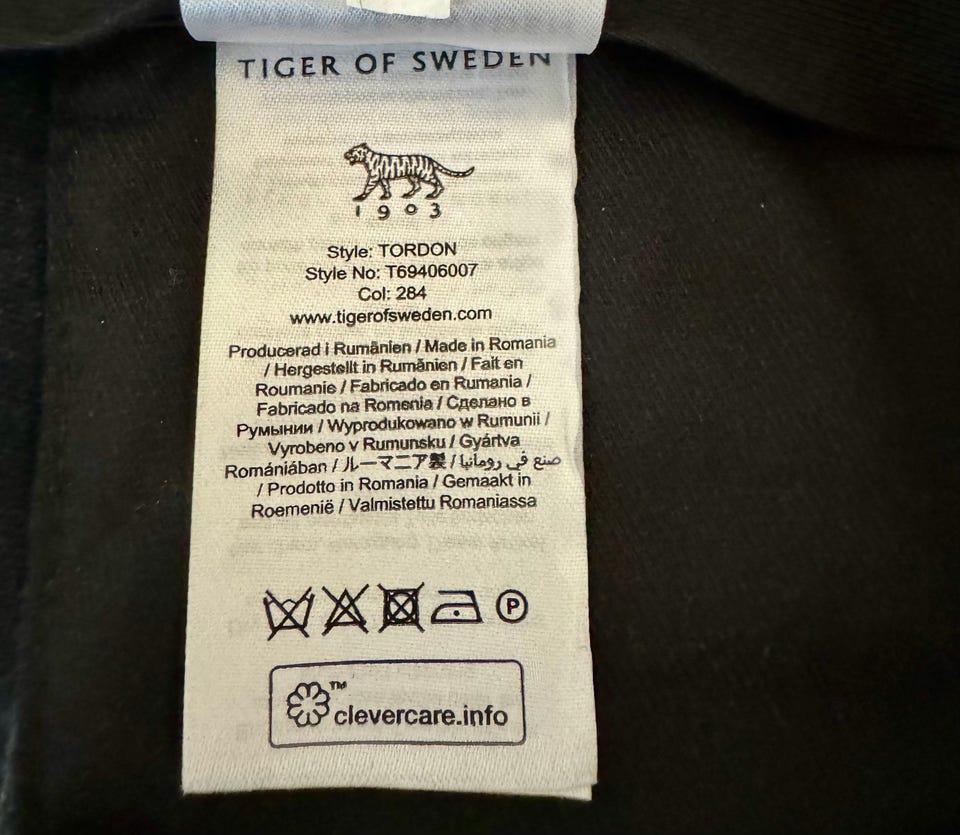 TIGER OF SWEDEN
1903
Style: TORDON
Style No: T69406007
Col: 284
www.tigerofsweden.com
Producerad i Rumänien / Made in Romania
/ Hergestellt in Rumänien / Fait en
Roumanie / Fabricado en Rumania /
Fabricado na Romenia / Сделано в
Румынии / Wyprodukowano w Rumunii /
Vyrobeno v Rumunsku / Gyártva
Romániában / ルーマニア製 / صنع في رومانيا
/ Prodotto in Romania / Gemaakt in
Roemenië / Valmistettu Romaniassa
P
TM
clevercare.info